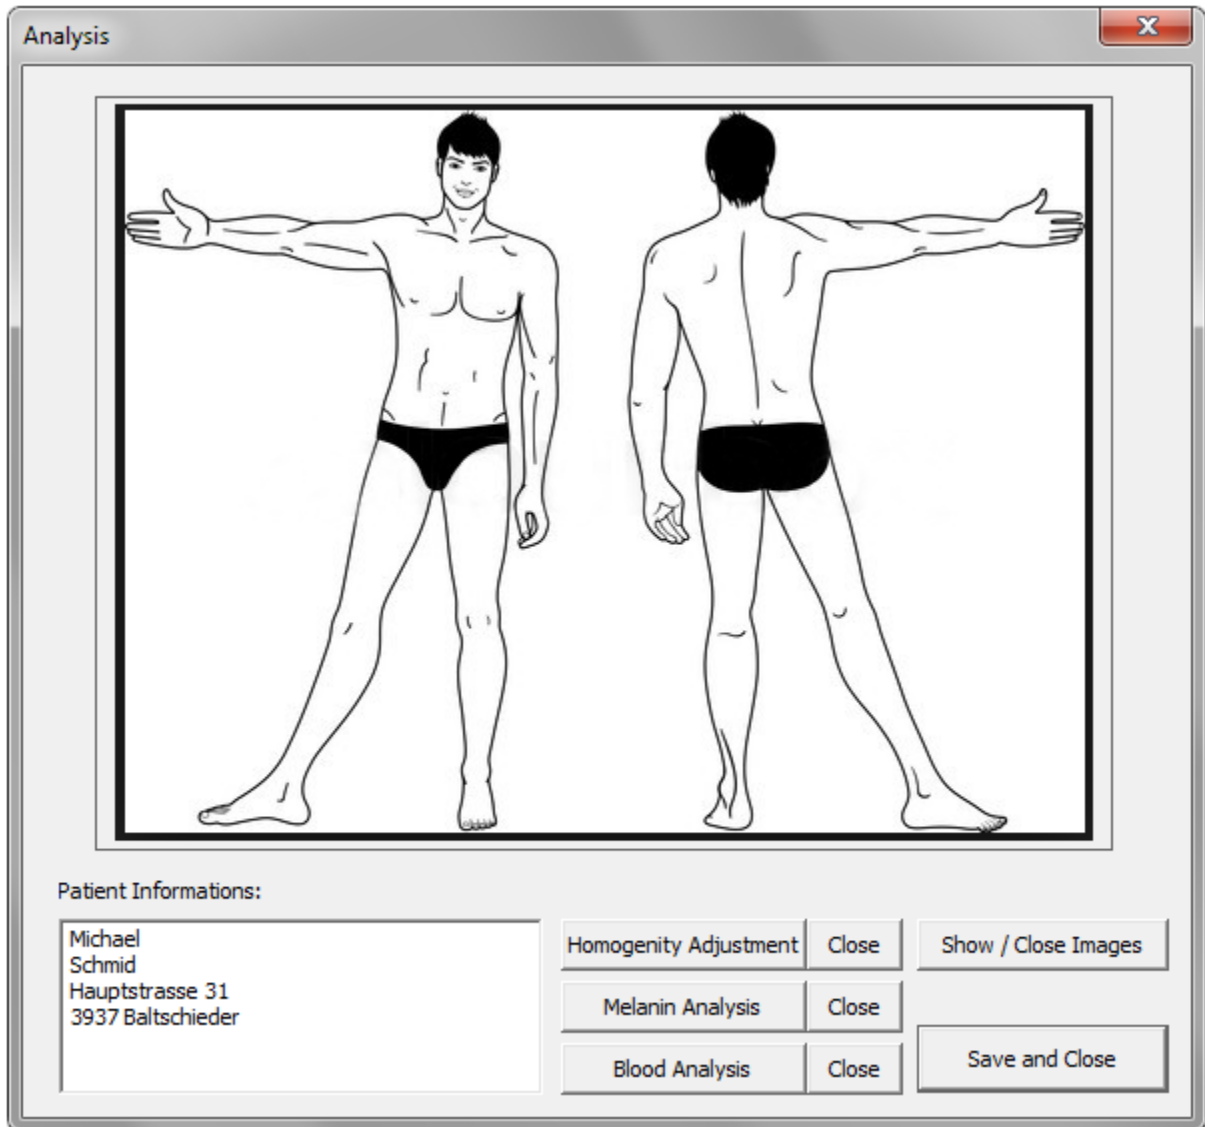 Analysis
Patient Informations:
Michael
Schmid
Hauptstrasse 31
3937 Baltschieder
Homogenity Adjustment
Close
Show / Close Images
Melanin Analysis
Close
Blood Analysis
Close
Save and Close